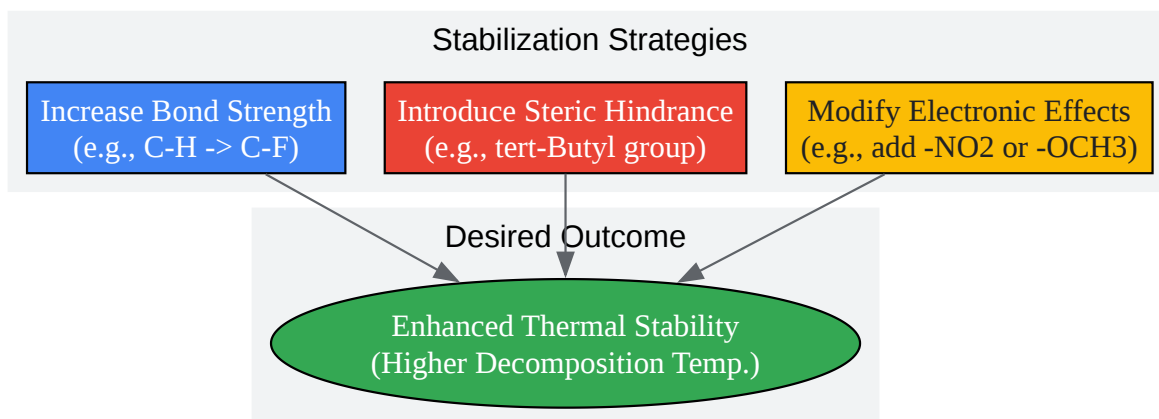 Stabilization Strategies
Increase Bond Strength
(e.g., C-H -> C-F)
Introduce Steric Hindrance
(e.g., tert-Butyl group)
Modify Electronic Effects
(e.g., add -NO2 or -OCH3)
Desired Outcome
Enhanced Thermal Stability
(Higher Decomposition Temp.)